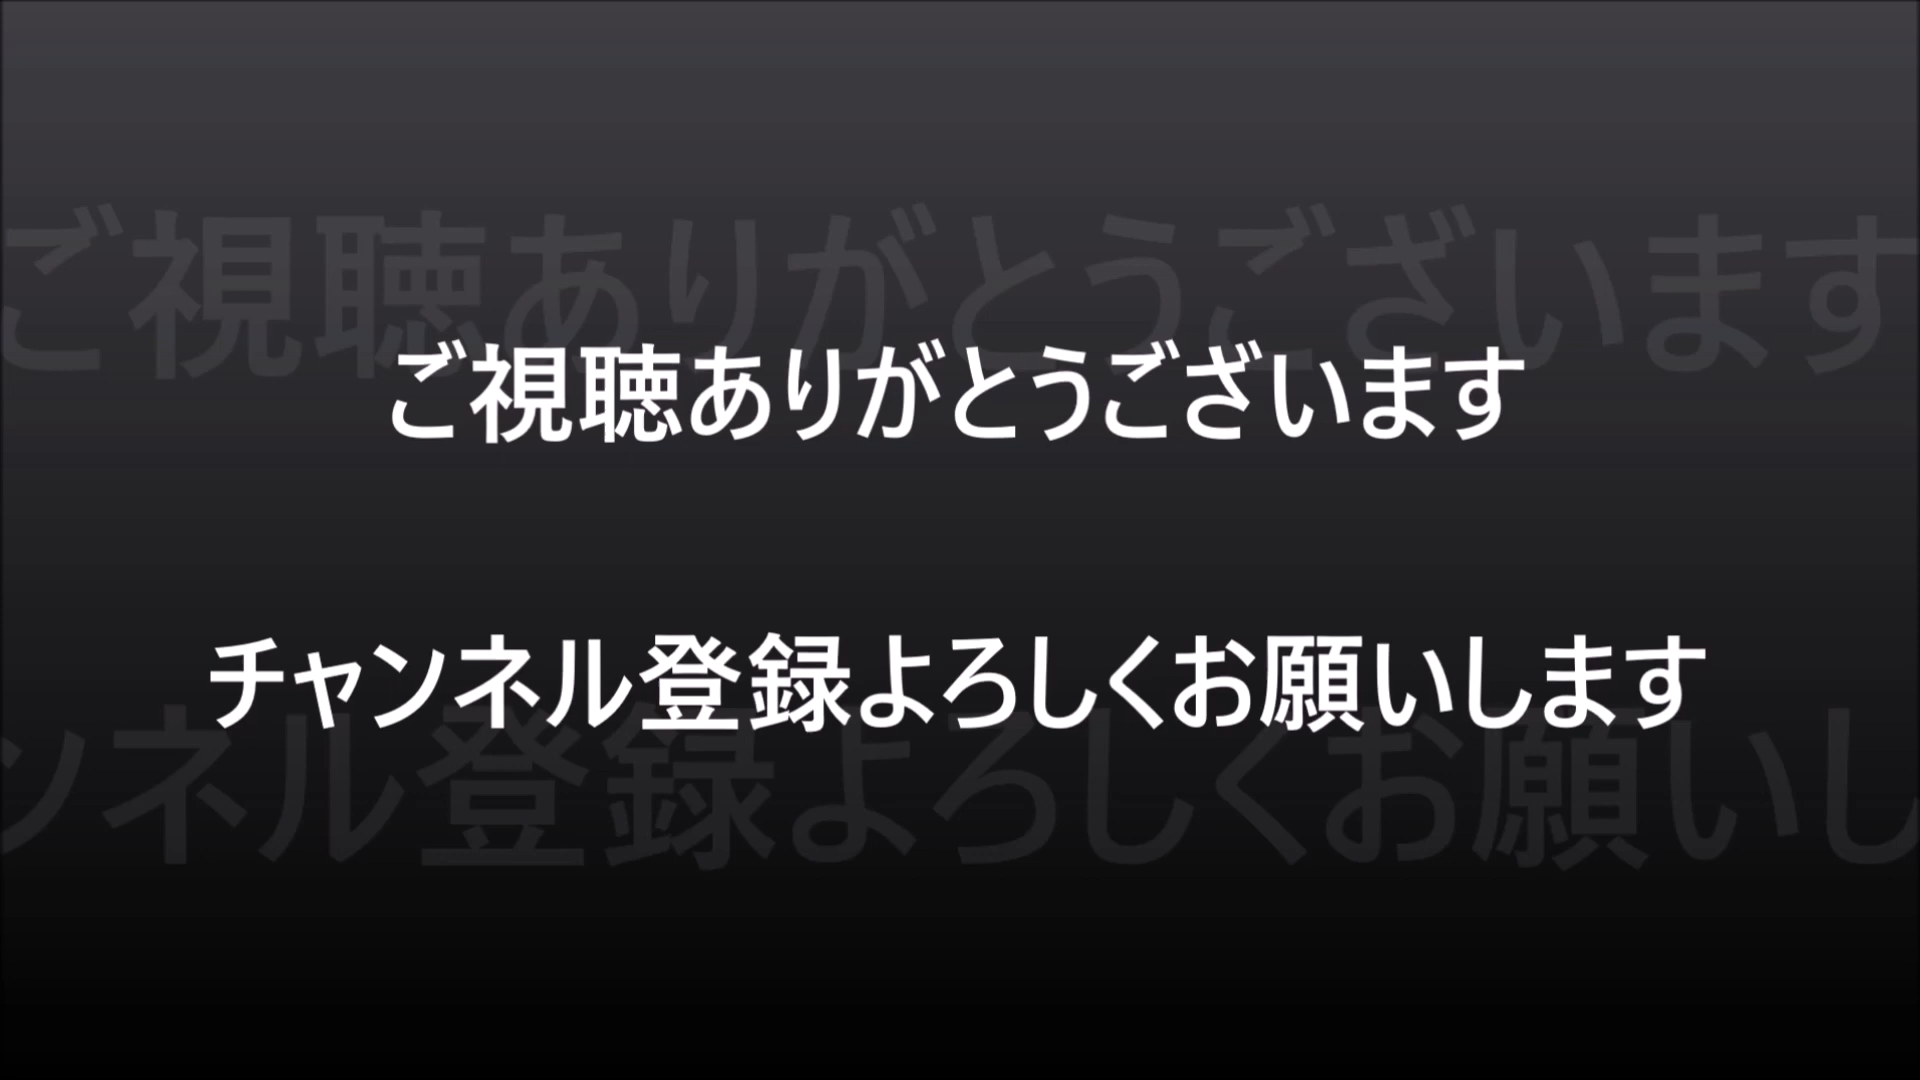 ご視聴ありがとうございます
ご視聴ありがとうございます
チャンネル登録よろしくお願いします
ンネル登録よろしくお願いし